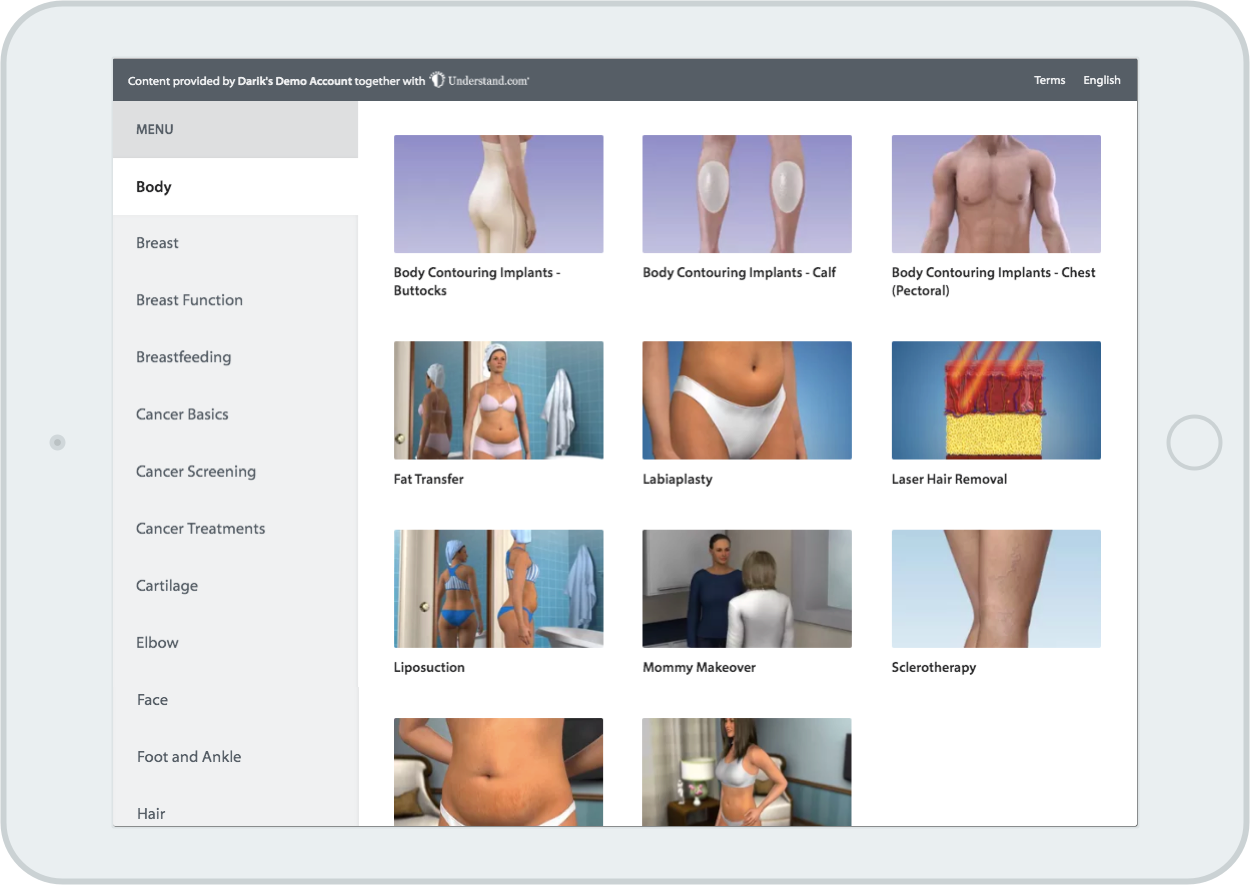 Content provided by Darik's Demo Account together with Understand.com®
Terms
English
MENU
Body
Breast
Breast Function
Breastfeeding
Cancer Basics
Cancer Screening
Cancer Treatments
Cartilage
Elbow
Face
Foot and Ankle
Hair
Body Contouring Implants -
Buttocks
Body Contouring Implants - Calf
Body Contouring Implants - Chest
(Pectoral)
Fat Transfer
Labiaplasty
Laser Hair Removal
Liposuction
Mommy Makeover
Sclerotherapy